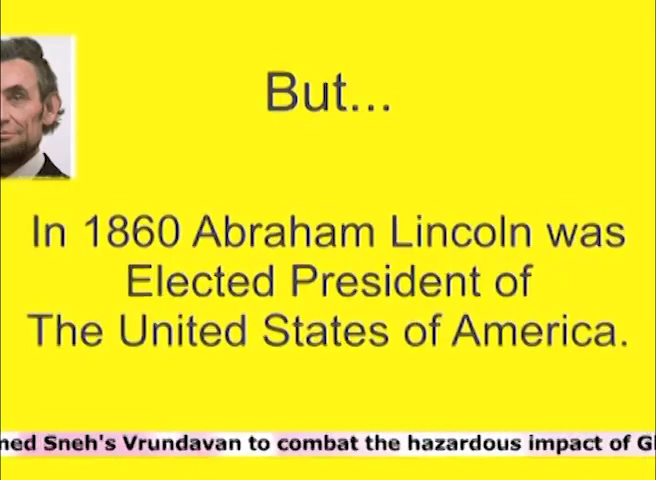 But...
In 1860 Abraham Lincoln was
Elected President of
The United States of America.
Sneh's Vrundavan to combat the hazardous impact of